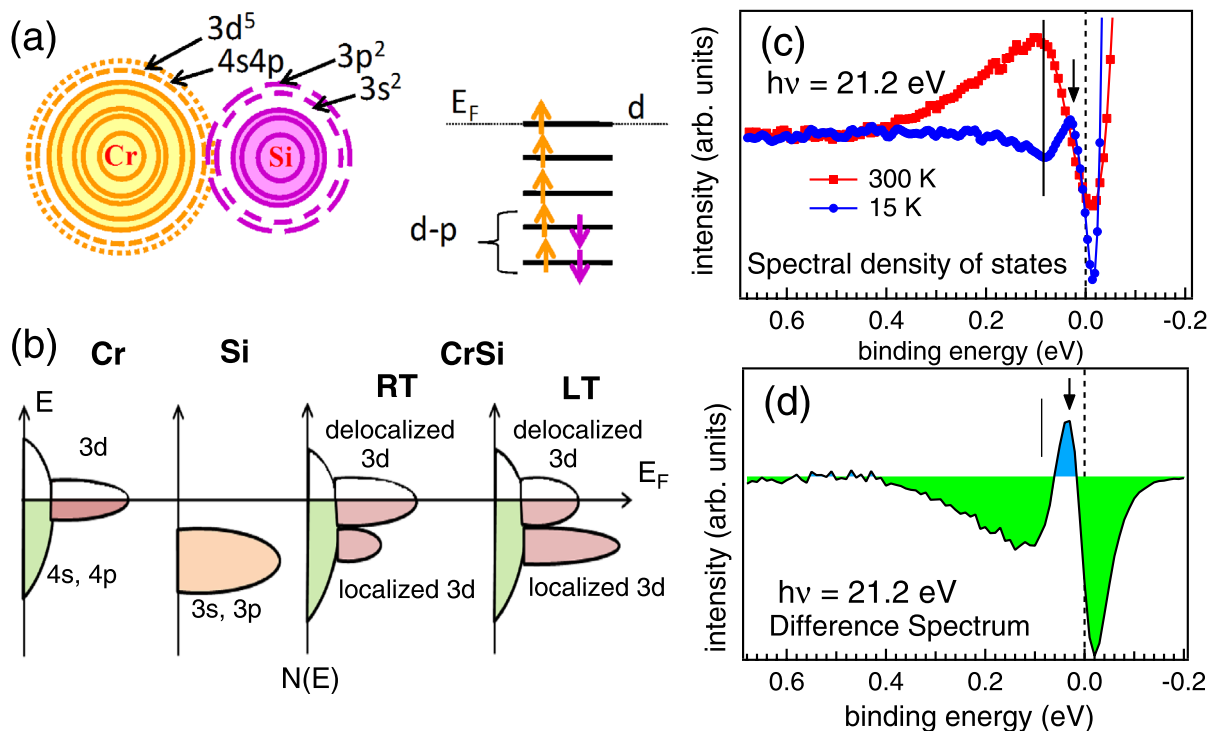 (a)
3d⁵
4s4p
3p²
3s²
Cr
Si
E_F
d
d-p
(b)
Cr
Si
CrSi
RT
LT
E
3d
4s, 4p
3s, 3p
delocalized
3d
localized 3d
delocalized
3d
localized 3d
E_F
N(E)
(c)
hν = 21.2 eV
300 K
15 K
Spectral density of states
intensity (arb. units)
0.6
0.4
0.2
0.0
-0.2
binding energy (eV)
(d)
hν = 21.2 eV
Difference Spectrum
intensity (arb. units)
0.6
0.4
0.2
0.0
-0.2
binding energy (eV)